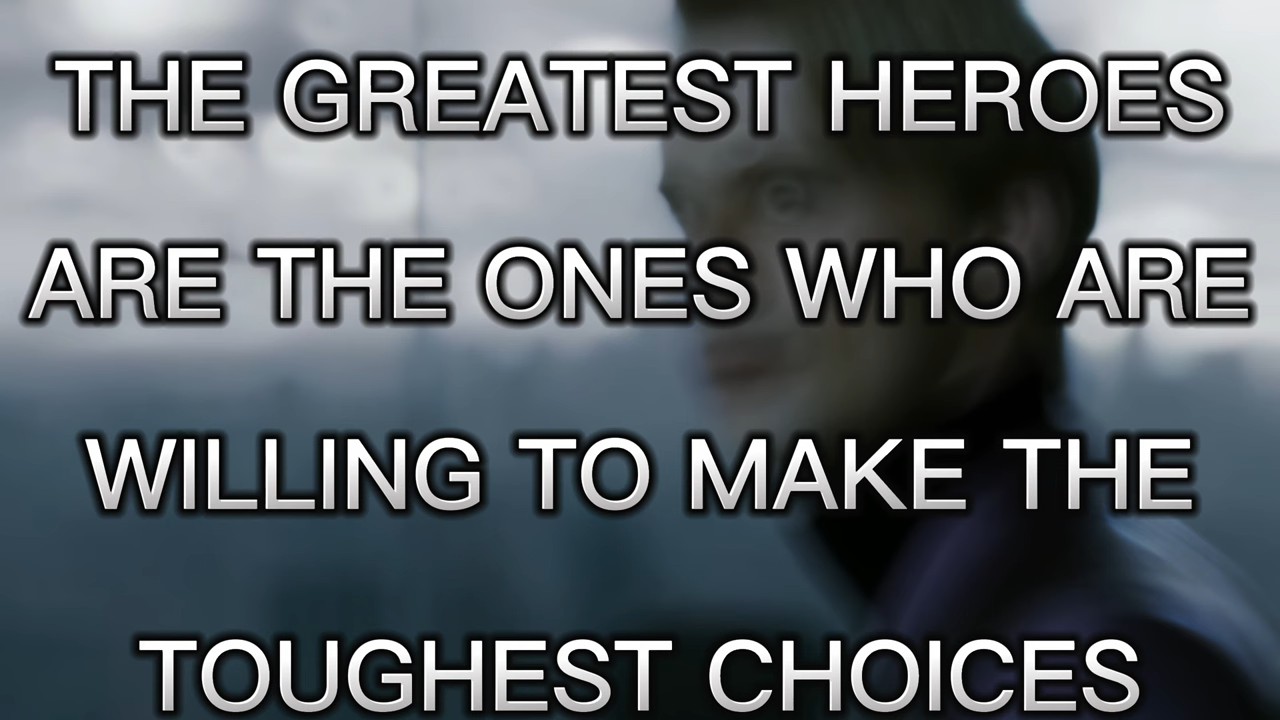 THE GREATEST HEROES
ARE THE ONES WHO ARE
WILLING TO MAKE THE
TOUGHEST CHOICES